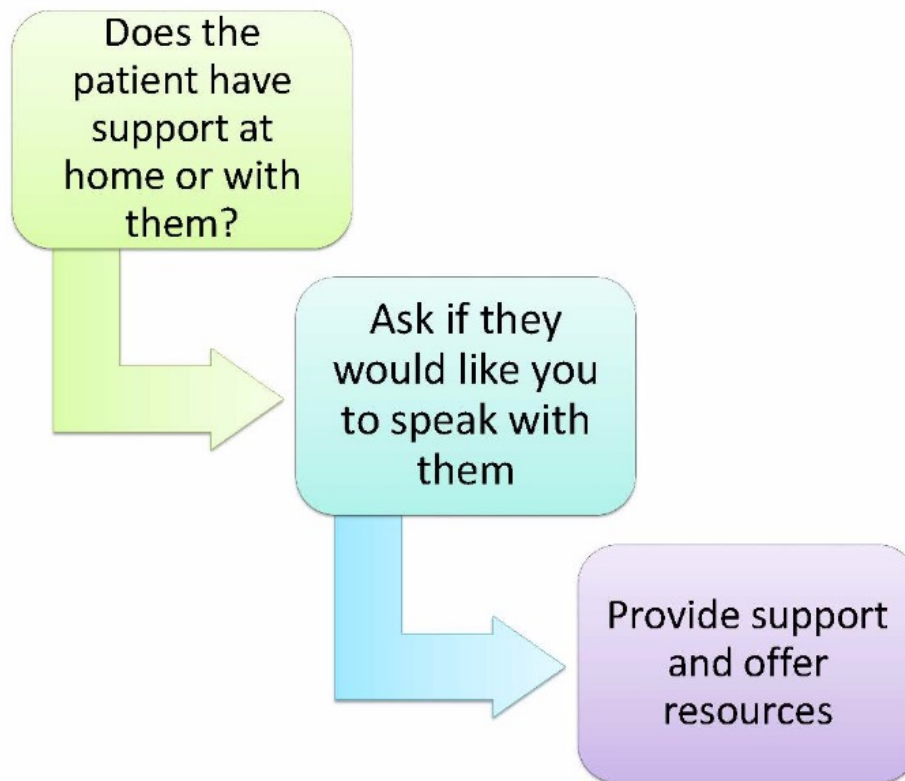 Does the
patient have
support at
home or with
them?
Ask if they
would like you
to speak with
them
Provide support
and offer
resources